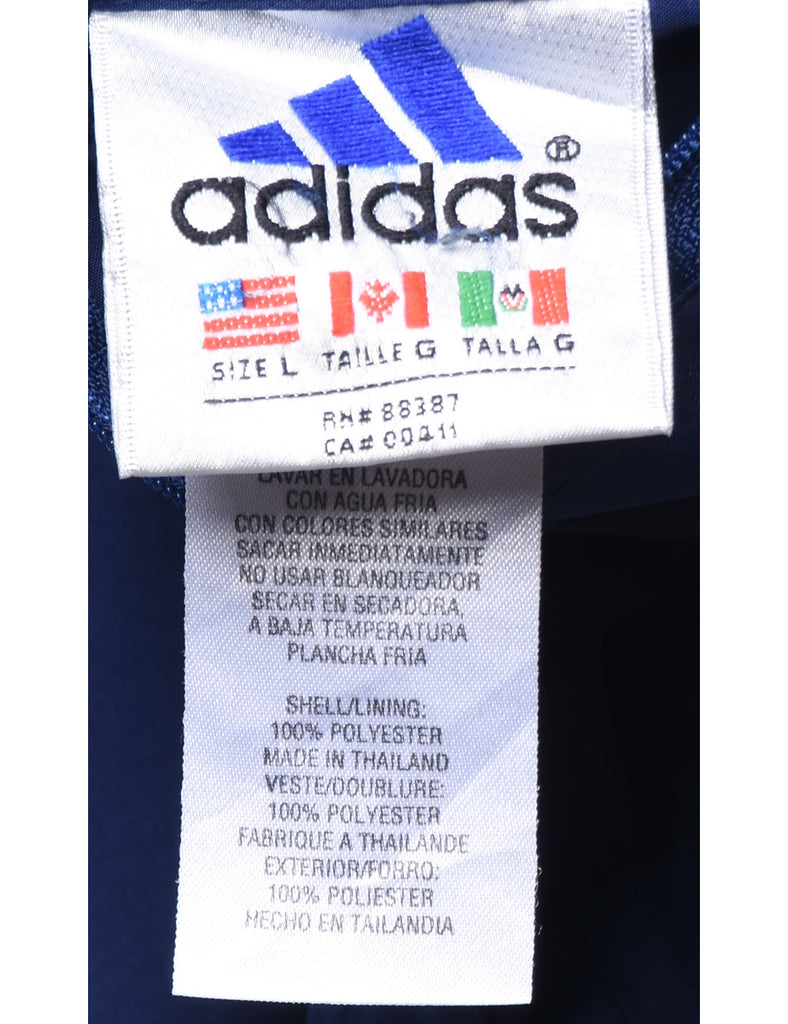 adidas®
SIZE L TAILLE G TALLA G
RN# 88387
CA# 00411
LAVAR EN LAVADORA
CON AGUA FRIA
CON COLORES SIMILARES
SACAR INMEDIATAMENTE
NO USAR BLANQUEADOR
SECAR EN SECADORA,
A BAJA TEMPERATURA
PLANCHA FRIA
SHELL/LINING:
100% POLYESTER
MADE IN THAILAND
VESTE/DOUBLURE:
100% POLYESTER
FABRIQUE A THAILANDE
EXTERIOR/FORRO:
100% POLIESTER
HECHO EN TAILANDIA